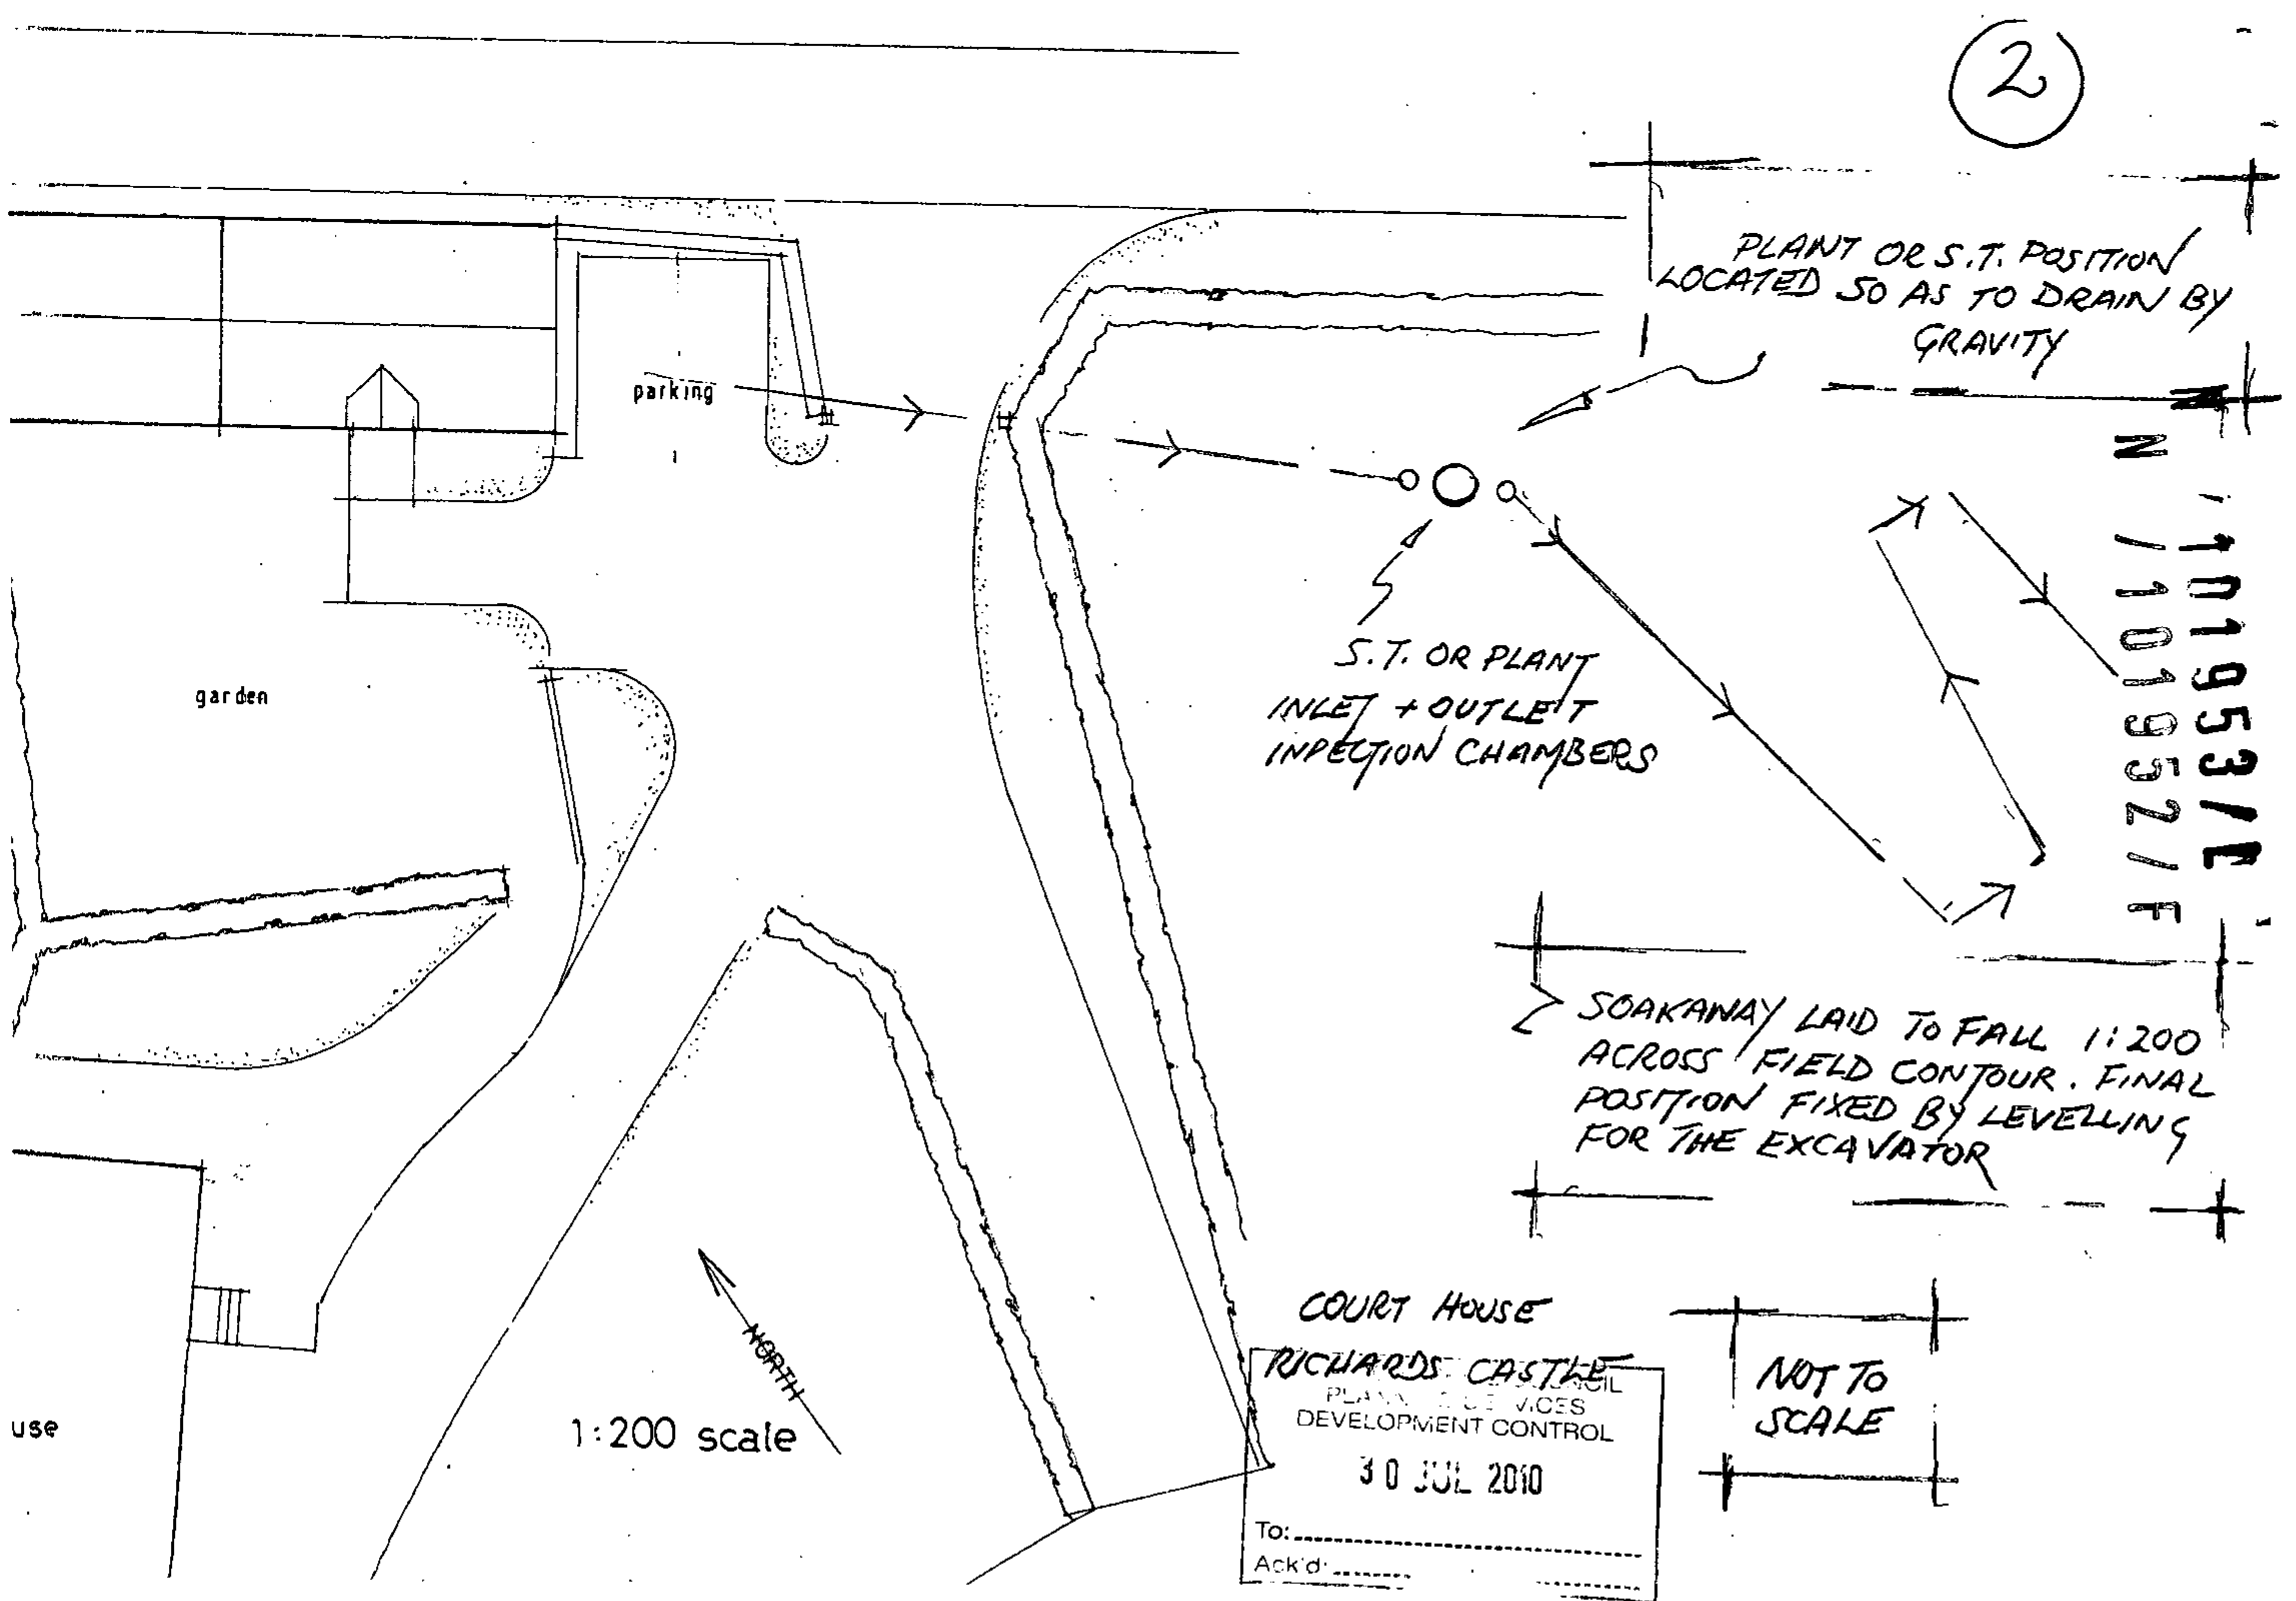 2
PLANT OR S.T. POSITION
LOCATED SO AS TO DRAIN BY
GRAVITY
parking
N
N /101952/F
S.T. OR PLANT
INLET + OUTLET
INPECTION CHAMBERS
garden
SOAKAWAY LAID TO FALL 1:200
ACROSS FIELD CONTOUR. FINAL
POSITION FIXED BY LEVELLING
FOR THE EXCAVATOR
COURT HOUSE
RICHARDS CASTLE
DEVELOPMENT CONTROL
30 JUL 2010
To:
Ack'd:
NOT TO
SCALE
NORTH
1:200 scale
use